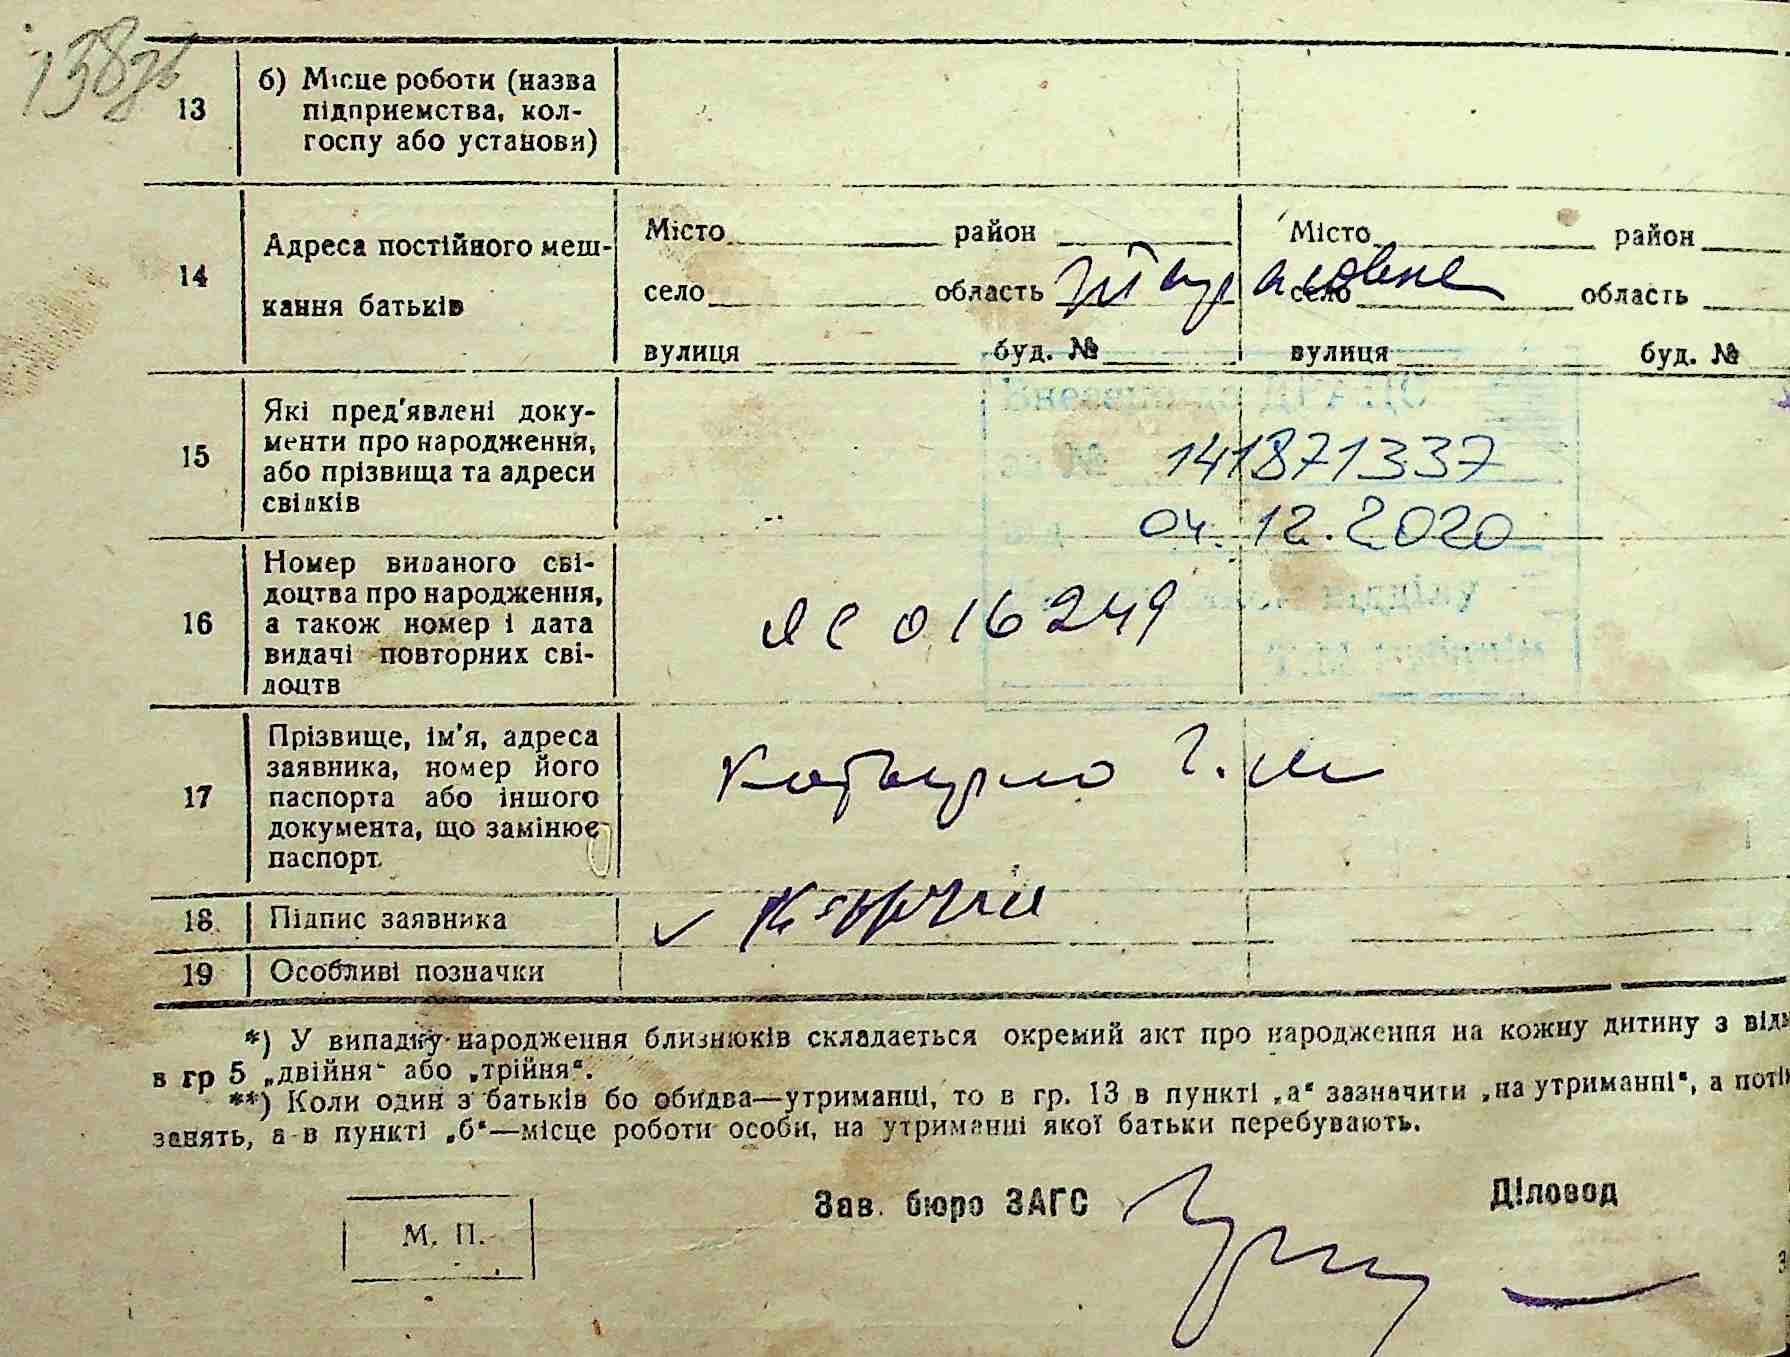 138зв
13
б) Місце роботи (назва
підприємства, кол-
госпу або установи)
14
Адреса постійного меш-
кання батьків
Місто район
село область
вулиця буд. №
Місто район
село область
вулиця буд. №
15
Які пред'явлені доку-
менти про народження,
або прізвища та адреси
свідків
141871337
04.12.2020
16
Номер виданого сві-
доцтва про народження,
а також номер і дата
видачі повторних сві-
доцтв
ЯС 016249
17
Прізвище, ім'я, адреса
заявника, номер його
паспорта або іншого
документа, що замінює
паспорт.
Г. М
18
Підпис заявника
19
Особливі позначки
*) У випадку народження близнюків складається окремий акт про народження на кожну дитину з
в гр 5 „двійня“ або „трійня“.
**) Коли один з батьків бо обидва—утриманці, то в гр. 13 в пункті „а“ зазначити „на утриманні“, а
занять, а в пункті „б“—місце роботи особи, на утриманні якої батьки перебувають.
Зав. бюро ЗАГС
Діловод
М. П.